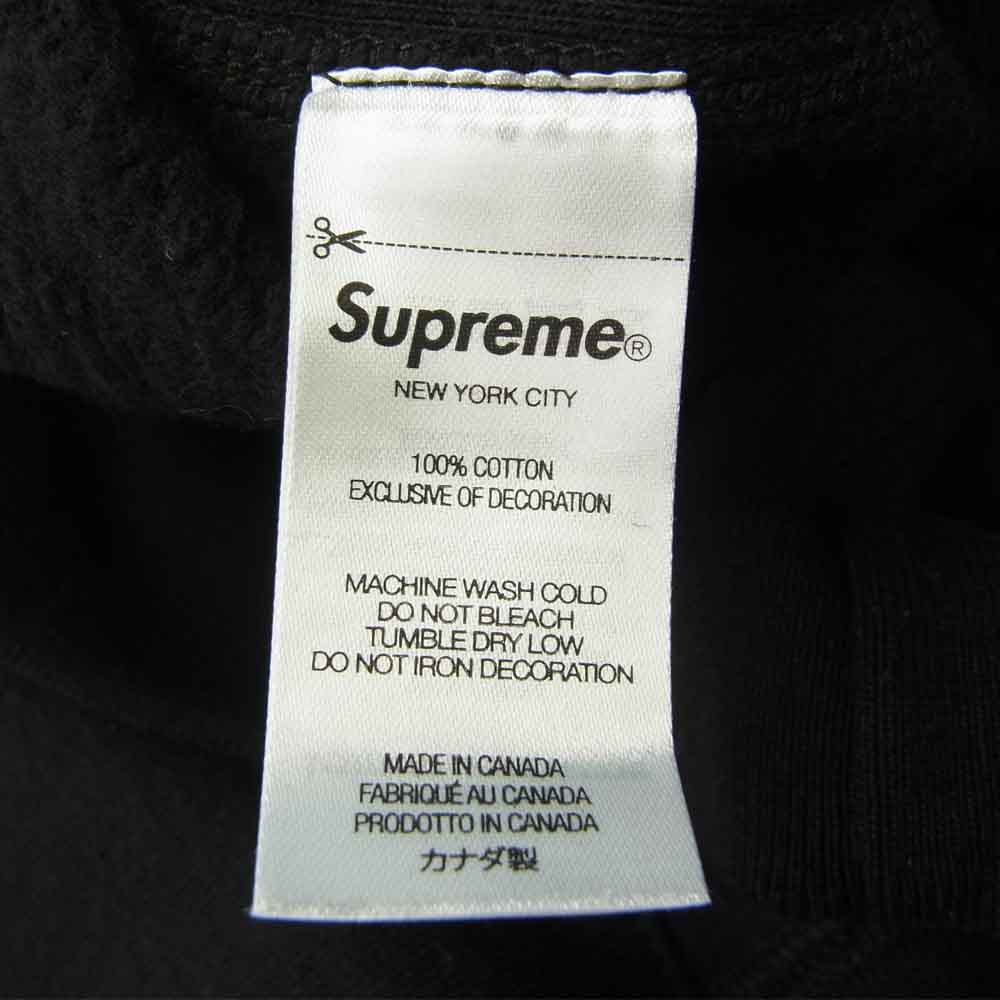 Supreme®
NEW YORK CITY
100% COTTON
EXCLUSIVE OF DECORATION
MACHINE WASH COLD
DO NOT BLEACH
TUMBLE DRY LOW
DO NOT IRON DECORATION
MADE IN CANADA
FABRIQUÉ AU CANADA
PRODOTTO IN CANADA
カナダ製